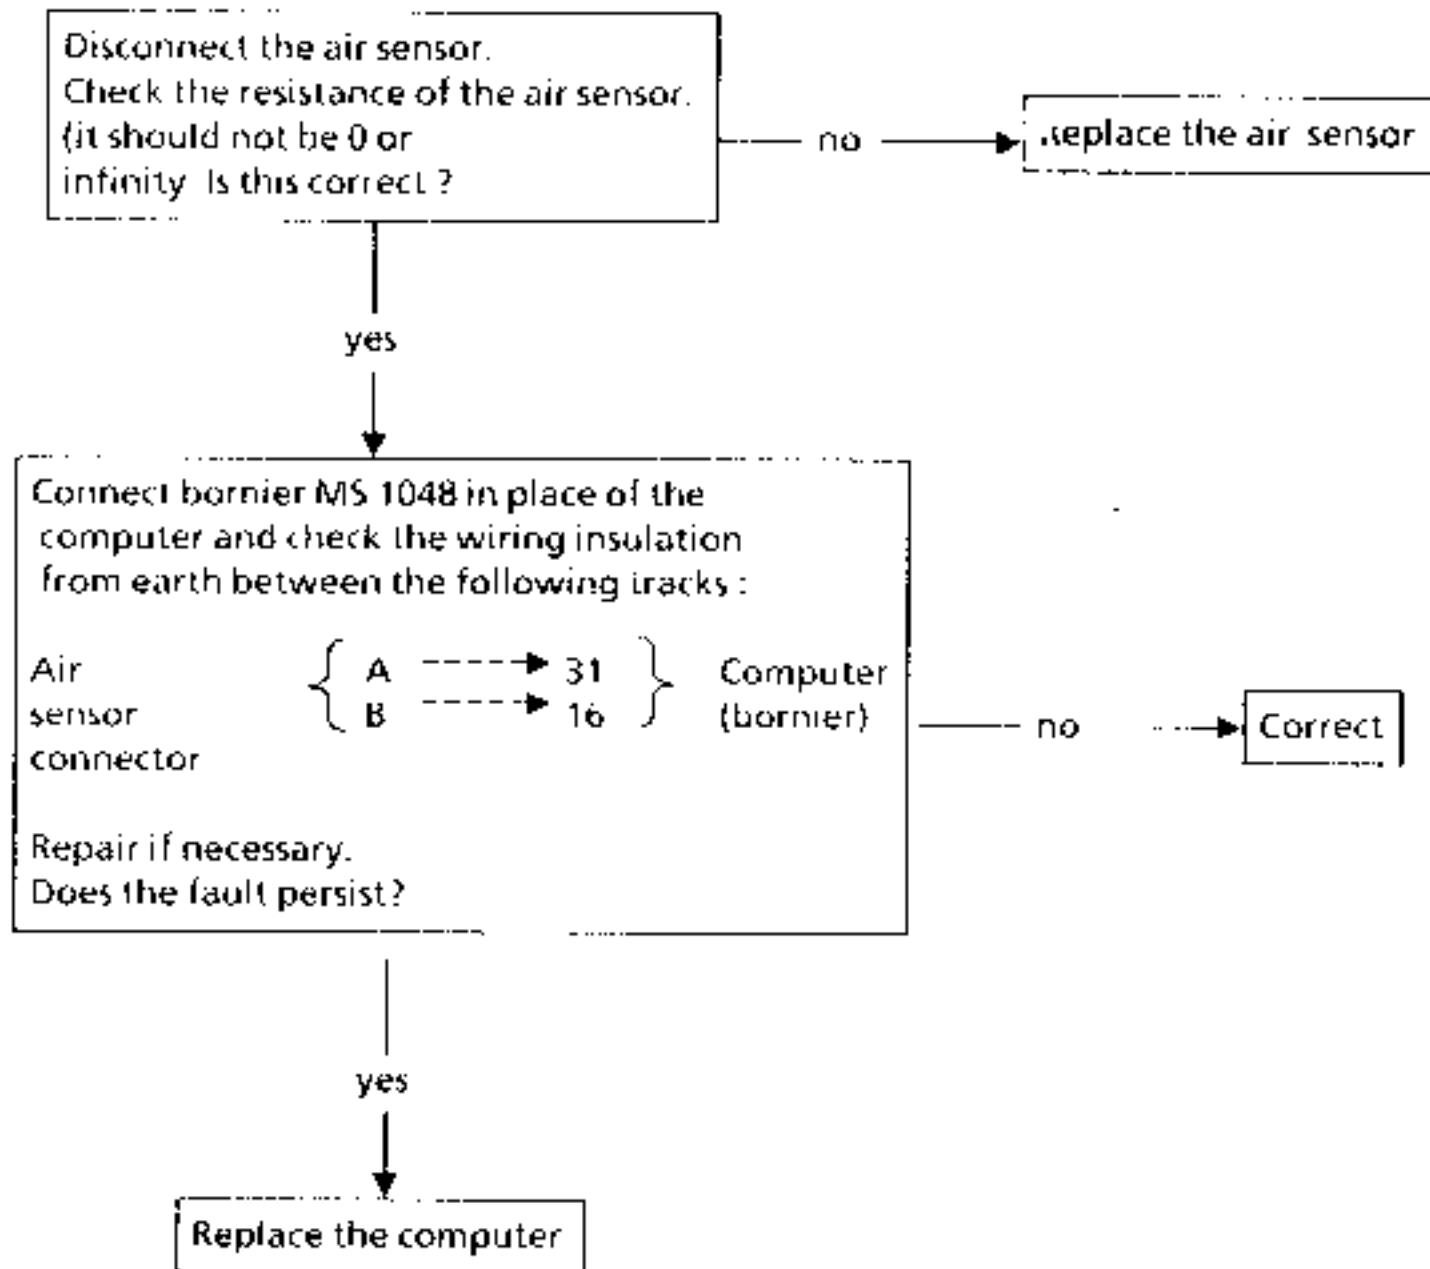 Disconnect the air sensor.
Check the resistance of the air sensor.
(it should not be 0 or
infinity Is this correct ?
no
Replace the air sensor
yes
Connect bornier MS 1048 in place of the
computer and check the wiring insulation
from earth between the following tracks :
Air
sensor
connector
A 31
B 16
Computer
(bornier)
no
Correct
Repair if necessary.
Does the fault persist?
yes
Replace the computer